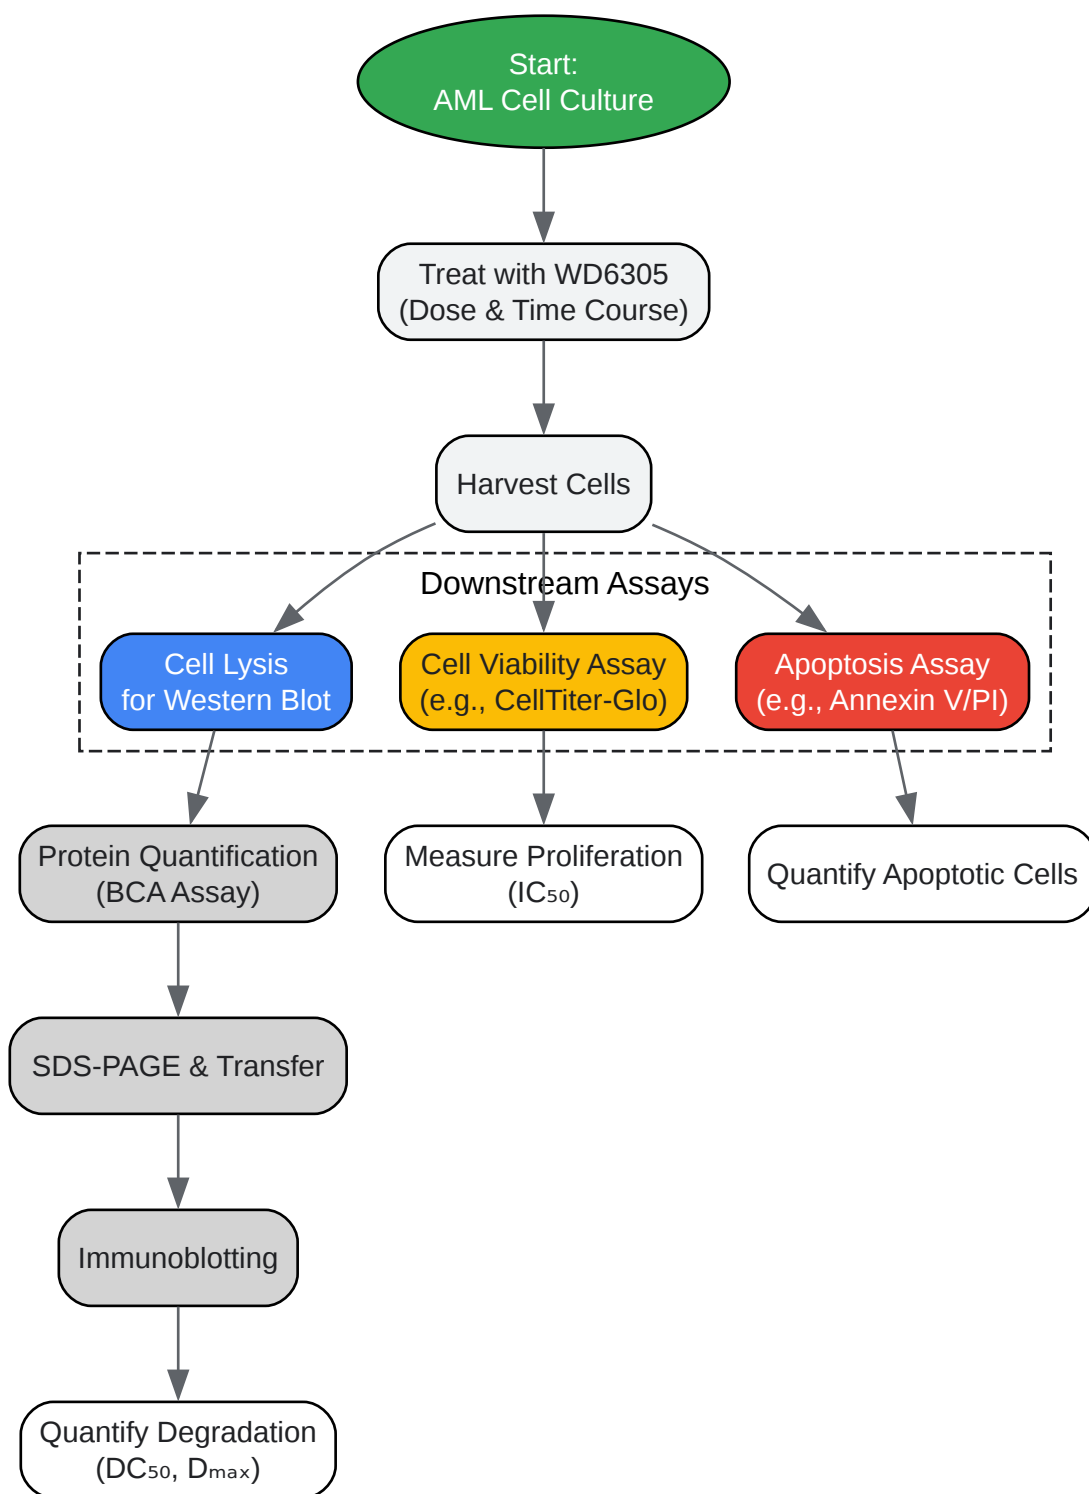 Start:
AML Cell Culture
Treat with WD6305
(Dose & Time Course)
Harvest Cells
Downstream Assays
Cell Lysis
for Western Blot
Cell Viability Assay
(e.g., CellTiter-Glo)
Apoptosis Assay
(e.g., Annexin V/PI)
Protein Quantification
(BCA Assay)
Measure Proliferation
(IC₅₀)
Quantify Apoptotic Cells
SDS-PAGE & Transfer
Immunoblotting
Quantify Degradation
(DC₅₀, Dₘₐₓ)